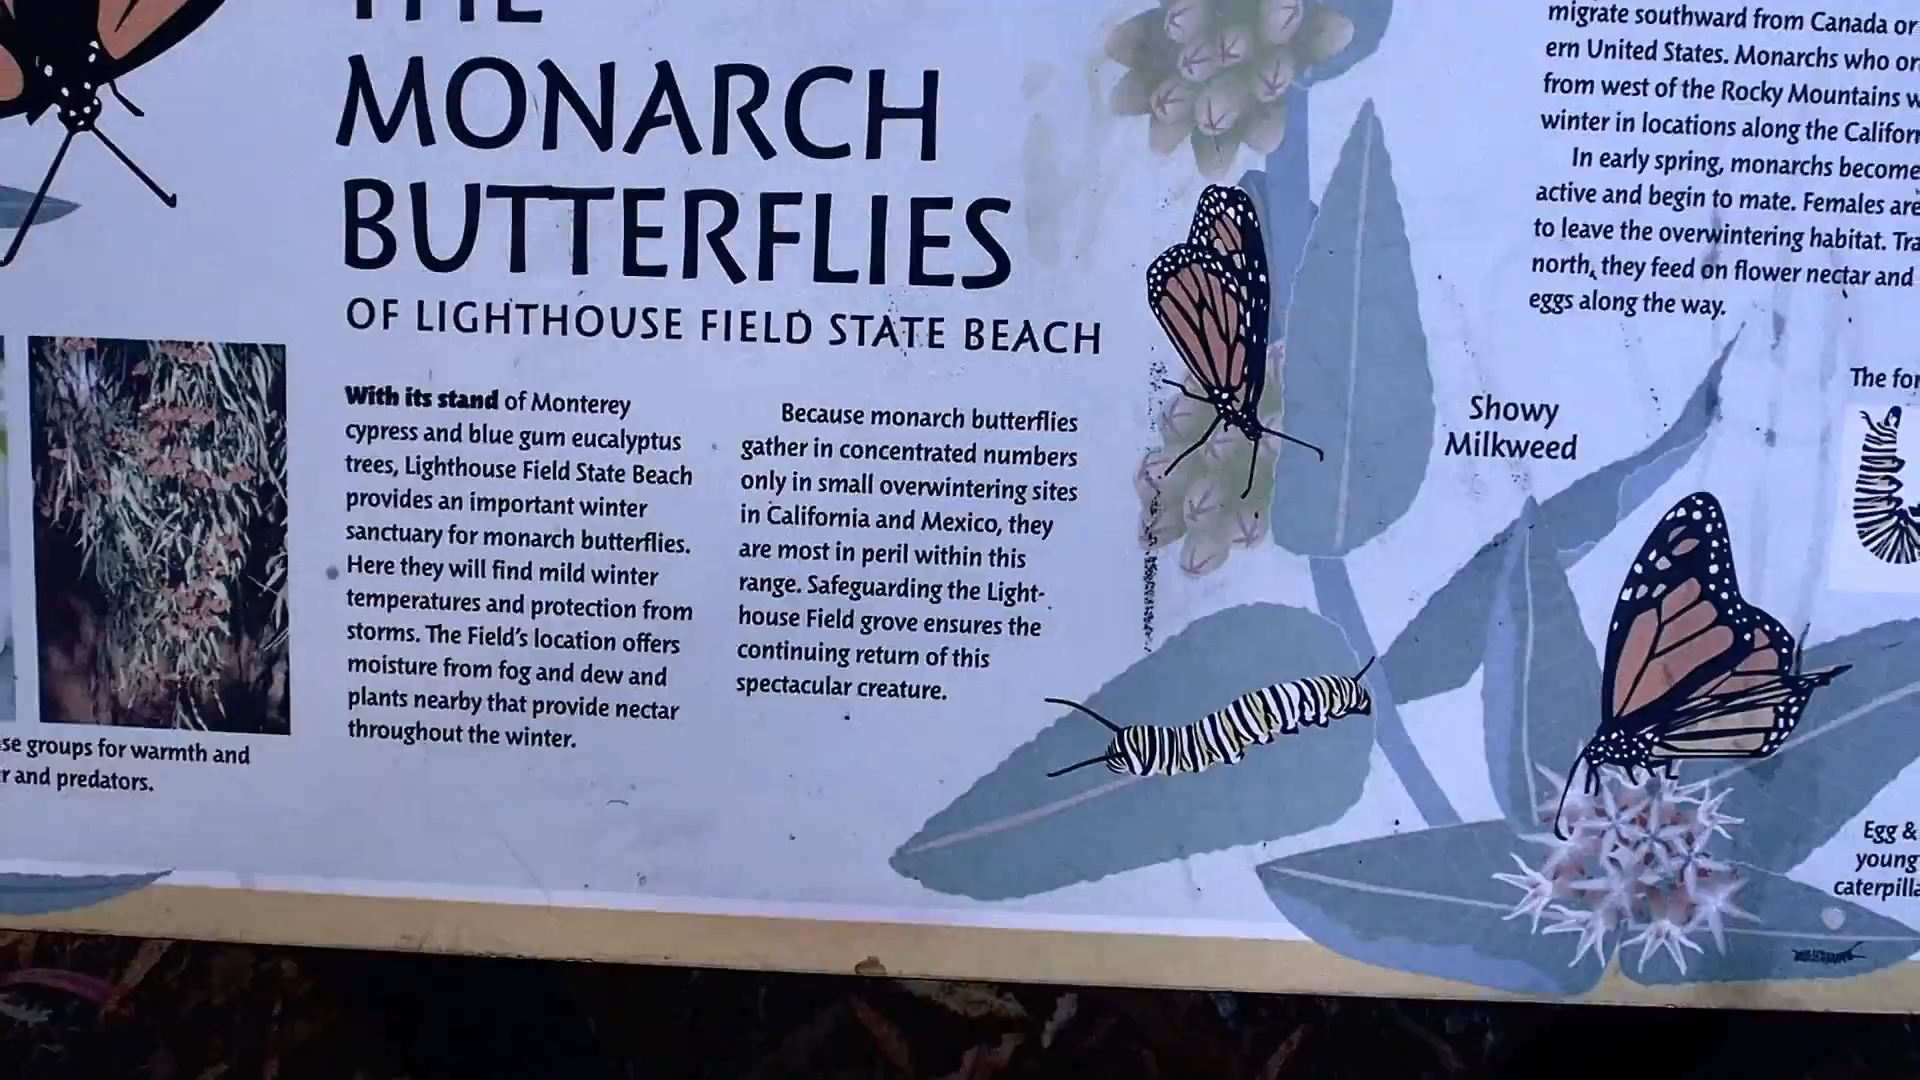 THE
MONARCH
BUTTERFLIES
OF LIGHTHOUSE FIELD STATE BEACH
With its stand of Monterey
cypress and blue gum eucalyptus
trees, Lighthouse Field State Beach
provides an important winter
sanctuary for monarch butterflies.
Here they will find mild winter
temperatures and protection from
storms. The Field's location offers
moisture from fog and dew and
plants nearby that provide nectar
throughout the winter.
Because monarch butterflies
gather in concentrated numbers
only in small overwintering sites
in California and Mexico, they
are most in peril within this
range. Safeguarding the Light-
house Field grove ensures the
continuing return of this
spectacular creature.
se groups for warmth and
r and predators.
migrate southward from Canada or
ern United States. Monarchs who or
from west of the Rocky Mountains w
winter in locations along the Californ
In early spring, monarchs become
active and begin to mate. Females are
to leave the overwintering habitat. Tra
north, they feed on flower nectar and
eggs along the way.
Showy
Milkweed
The for
Egg &
young
caterpilla